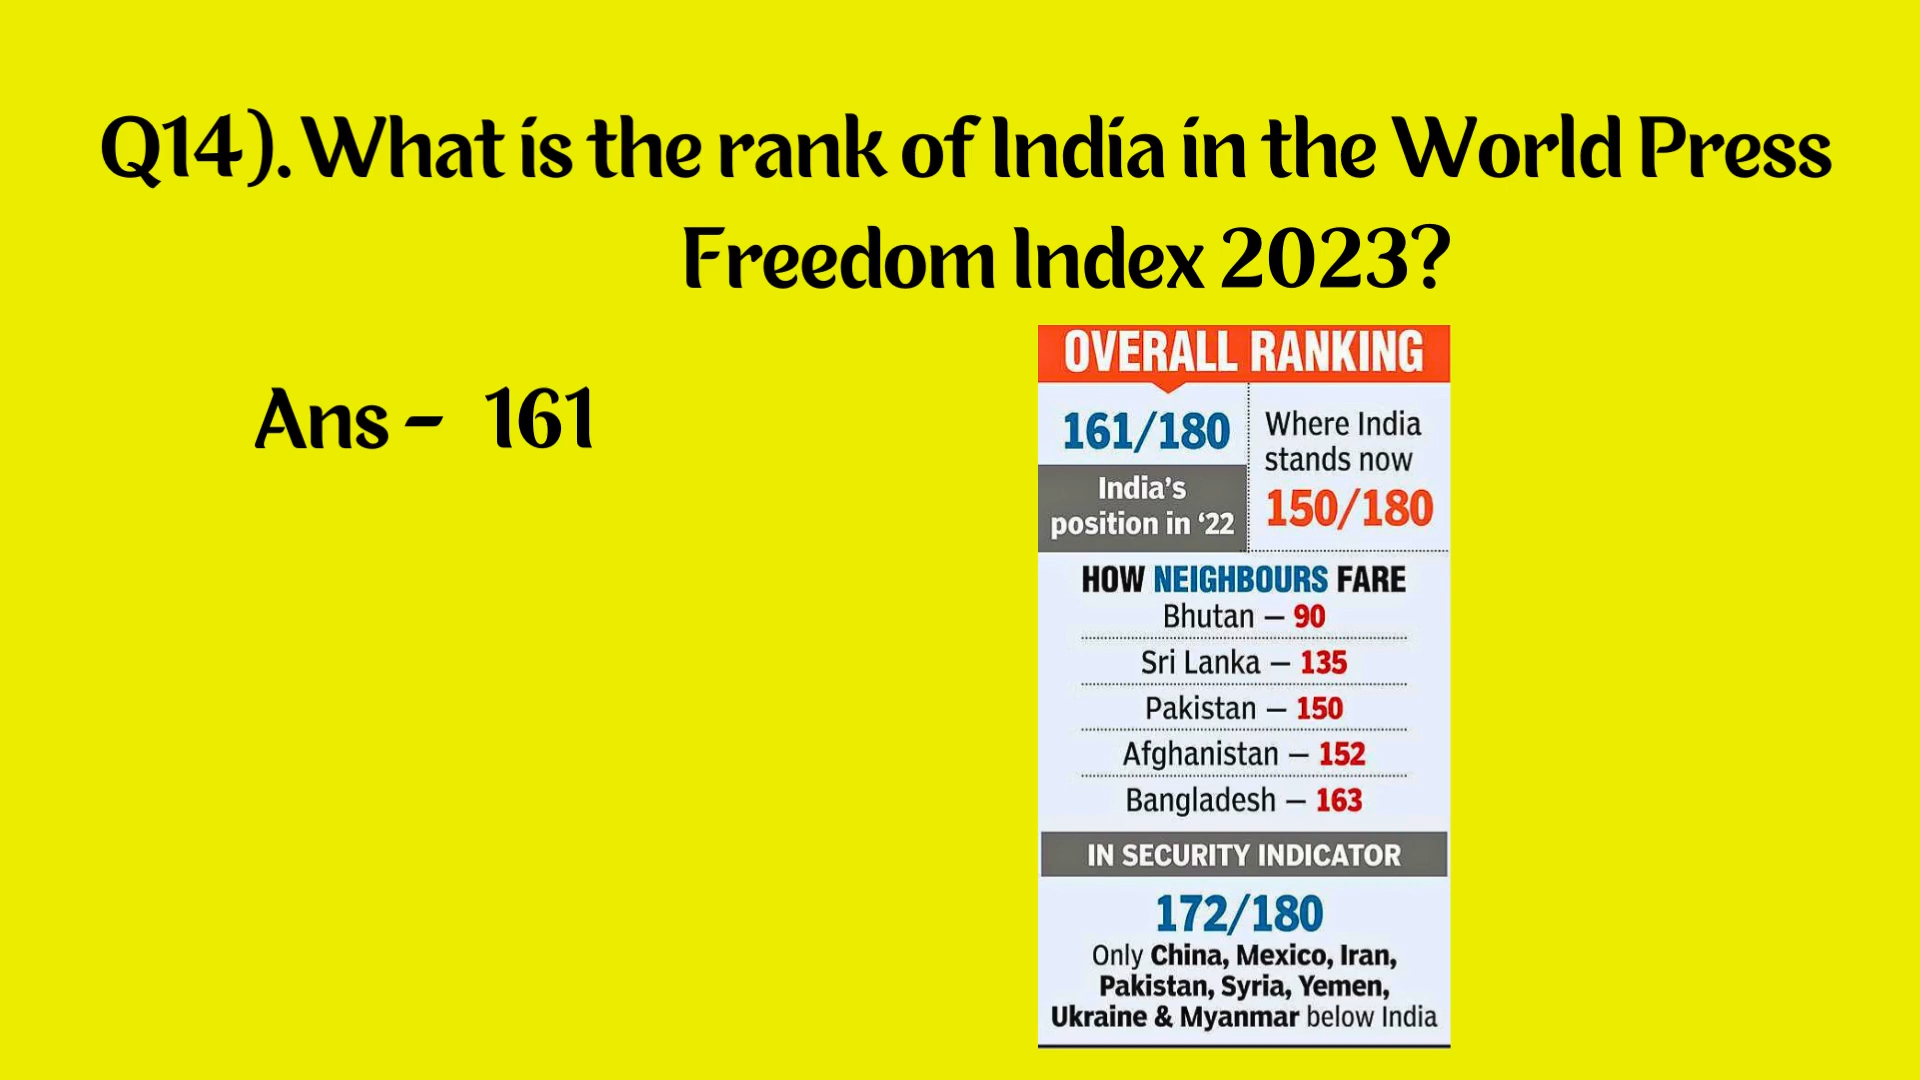 Q14). What is the rank of India in the World Press
Freedom Index 2023?
Ans - 161
OVERALL RANKING
161/180
India's
position in '22
Where India
stands now
150/180
HOW NEIGHBOURS FARE
Bhutan – 90
Sri Lanka – 135
Pakistan – 150
Afghanistan – 152
Bangladesh – 163
IN SECURITY INDICATOR
172/180
Only China, Mexico, Iran,
Pakistan, Syria, Yemen,
Ukraine & Myanmar below India